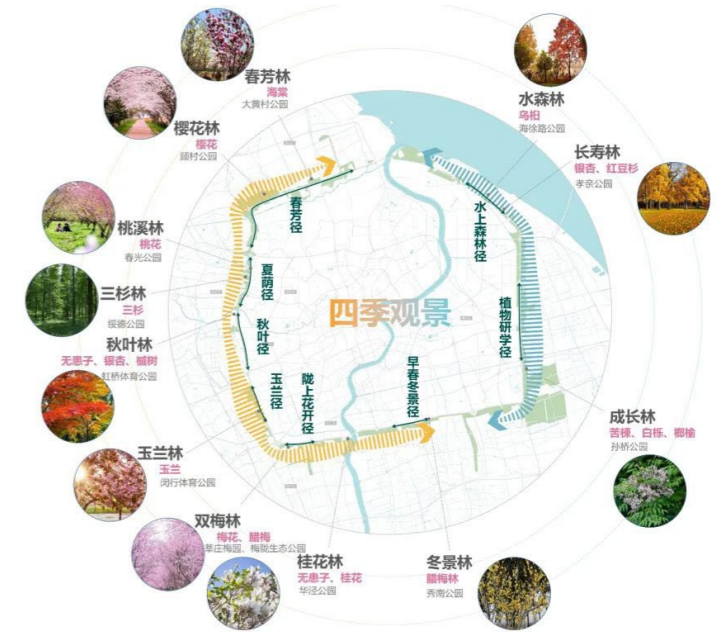 春芳林
海棠
大黄村公园
樱花林
樱花
顾村公园
桃溪林
桃花
春光公园
三杉林
三杉
绥德公园
秋叶林
无患子、银杏、槭树
虹桥体育公园
玉兰林
玉兰
闵行体育公园
双梅林
梅花、腊梅
莘庄梅园、梅陇生态公园
桂花林
无患子、桂花
华泾公园
冬景林
腊梅林
秀南公园
成长林
苦楝、白栎、榔榆
孙桥公园
长寿林
银杏、红豆杉
孝亲公园
水森林
乌桕
海徐路公园
四季观景
春芳径
夏荫径
秋叶径
玉兰径
陇上花开径
早春冬景径
植物研学径
水上森林径